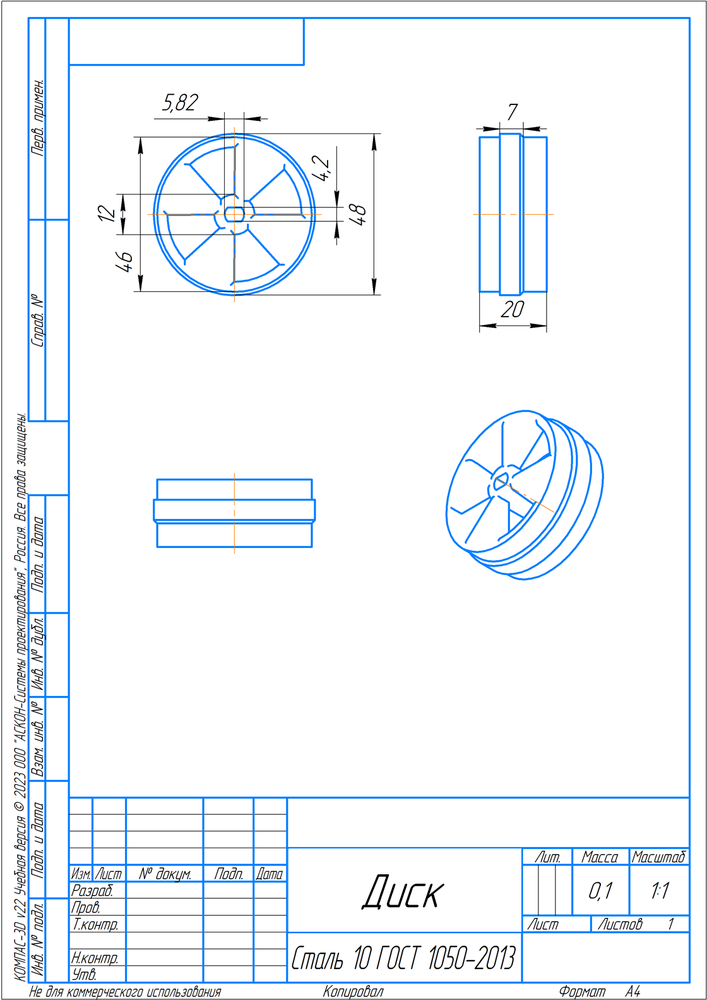 Перв. примен.
Справ. №
Подп. и дата
Инв. № дубл.
Взам. инв. №
Подп. и дата
Инв. № подл.
КОМПАС-3D v22 Учебная версия © 2023 ООО "АСКОН-Системы проектирования", Россия. Все права защищены.
5,82
12
46
4,2
48
7
20
Изм. Лист № докум. Подп. Дата
Разраб.
Пров.
Т.контр.
Н.контр.
Утв.
Диск
Сталь 10 ГОСТ 1050-2013
Лит. Масса Масштаб
0,1 1:1
Лист Листов 1
Не для коммерческого использования Копировал Формат А4